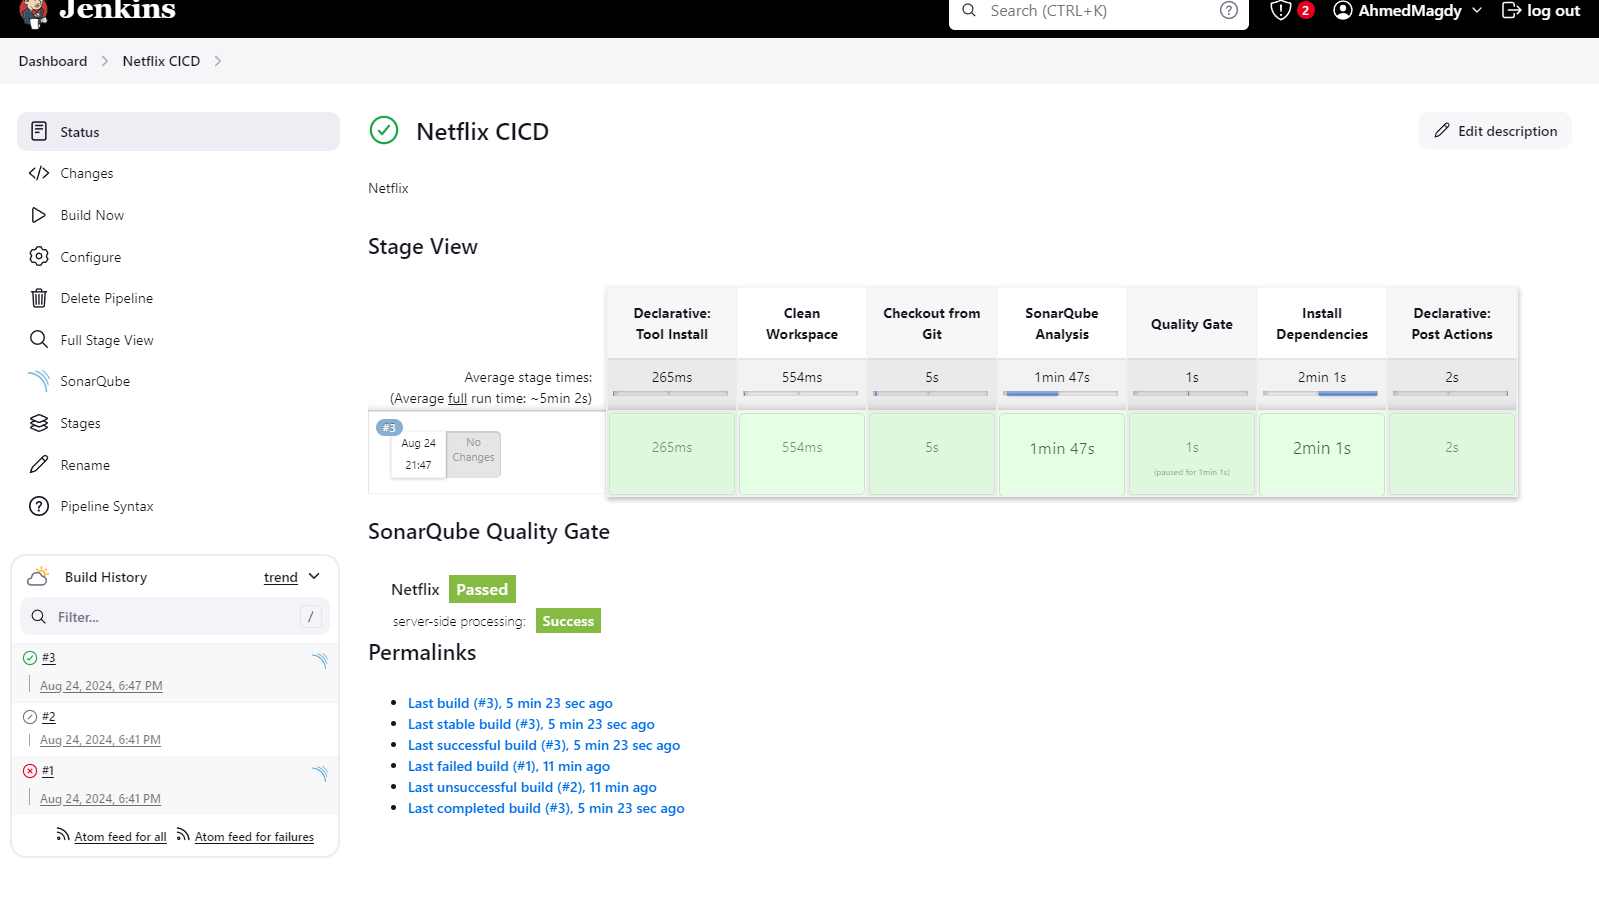 Jenkins
Search (CTRL+K)
2
AhmedMagdy
log out
Dashboard
Netflix CICD
Status
Changes
Build Now
Configure
Delete Pipeline
Full Stage View
SonarQube
Stages
Rename
Pipeline Syntax
Build History
trend
Filter...
/
#3
Aug 24, 2024, 6:47 PM
#2
Aug 24, 2024, 6:41 PM
#1
Aug 24, 2024, 6:41 PM
Atom feed for all
Atom feed for failures
Netflix CICD
Edit description
Netflix
Stage View
Declarative: Tool Install
Clean Workspace
Checkout from Git
SonarQube Analysis
Quality Gate
Install Dependencies
Declarative: Post Actions
Average stage times:
(Average full run time: ~5min 2s)
265ms
554ms
5s
1min 47s
1s
2min 1s
2s
#3
Aug 24
21:47
No Changes
265ms
554ms
5s
1min 47s
1s
(paused for 1min 1s)
2min 1s
2s
SonarQube Quality Gate
Netflix Passed
server-side processing: Success
Permalinks
Last build (#3), 5 min 23 sec ago
Last stable build (#3), 5 min 23 sec ago
Last successful build (#3), 5 min 23 sec ago
Last failed build (#1), 11 min ago
Last unsuccessful build (#2), 11 min ago
Last completed build (#3), 5 min 23 sec ago